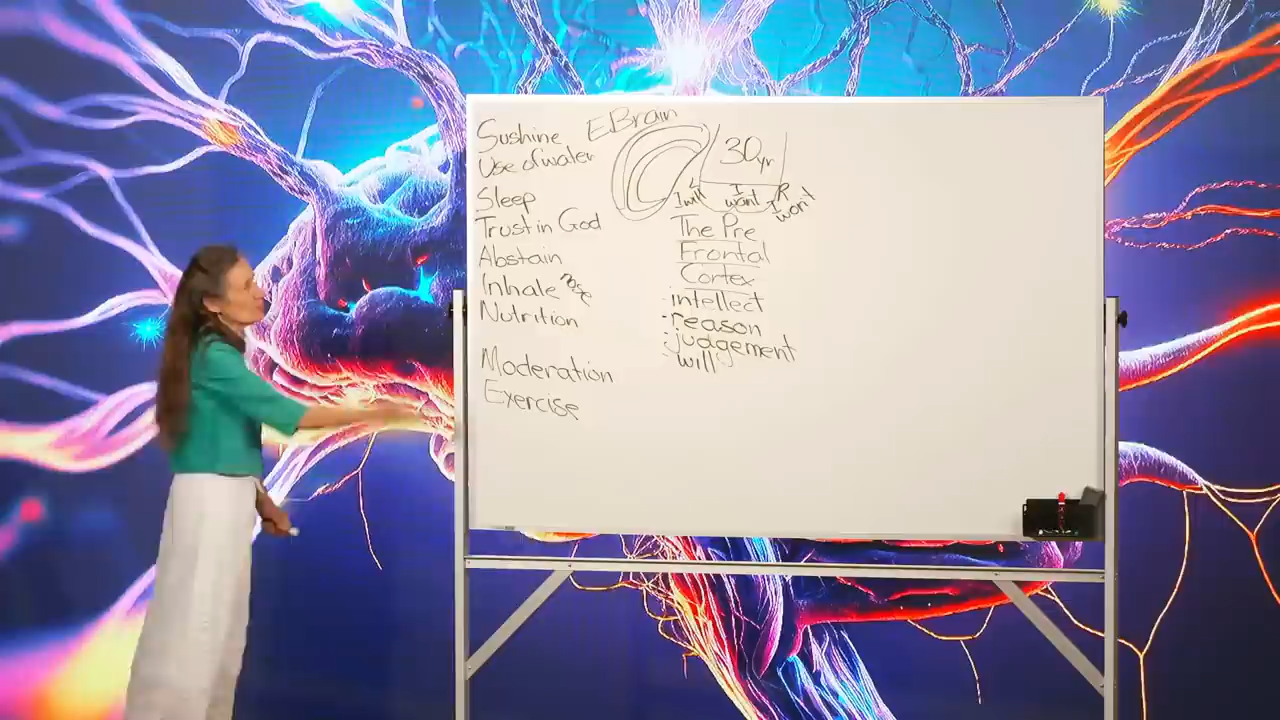 Sushine
Use of water
Sleep
Trust in God
Abstain
Inhale nose
Nutrition
Moderation
Exercise
E Brain
30yr
I will
I want
I won't
The Pre
Frontal
Cortex
·intellect
·reason
·judgement
·will